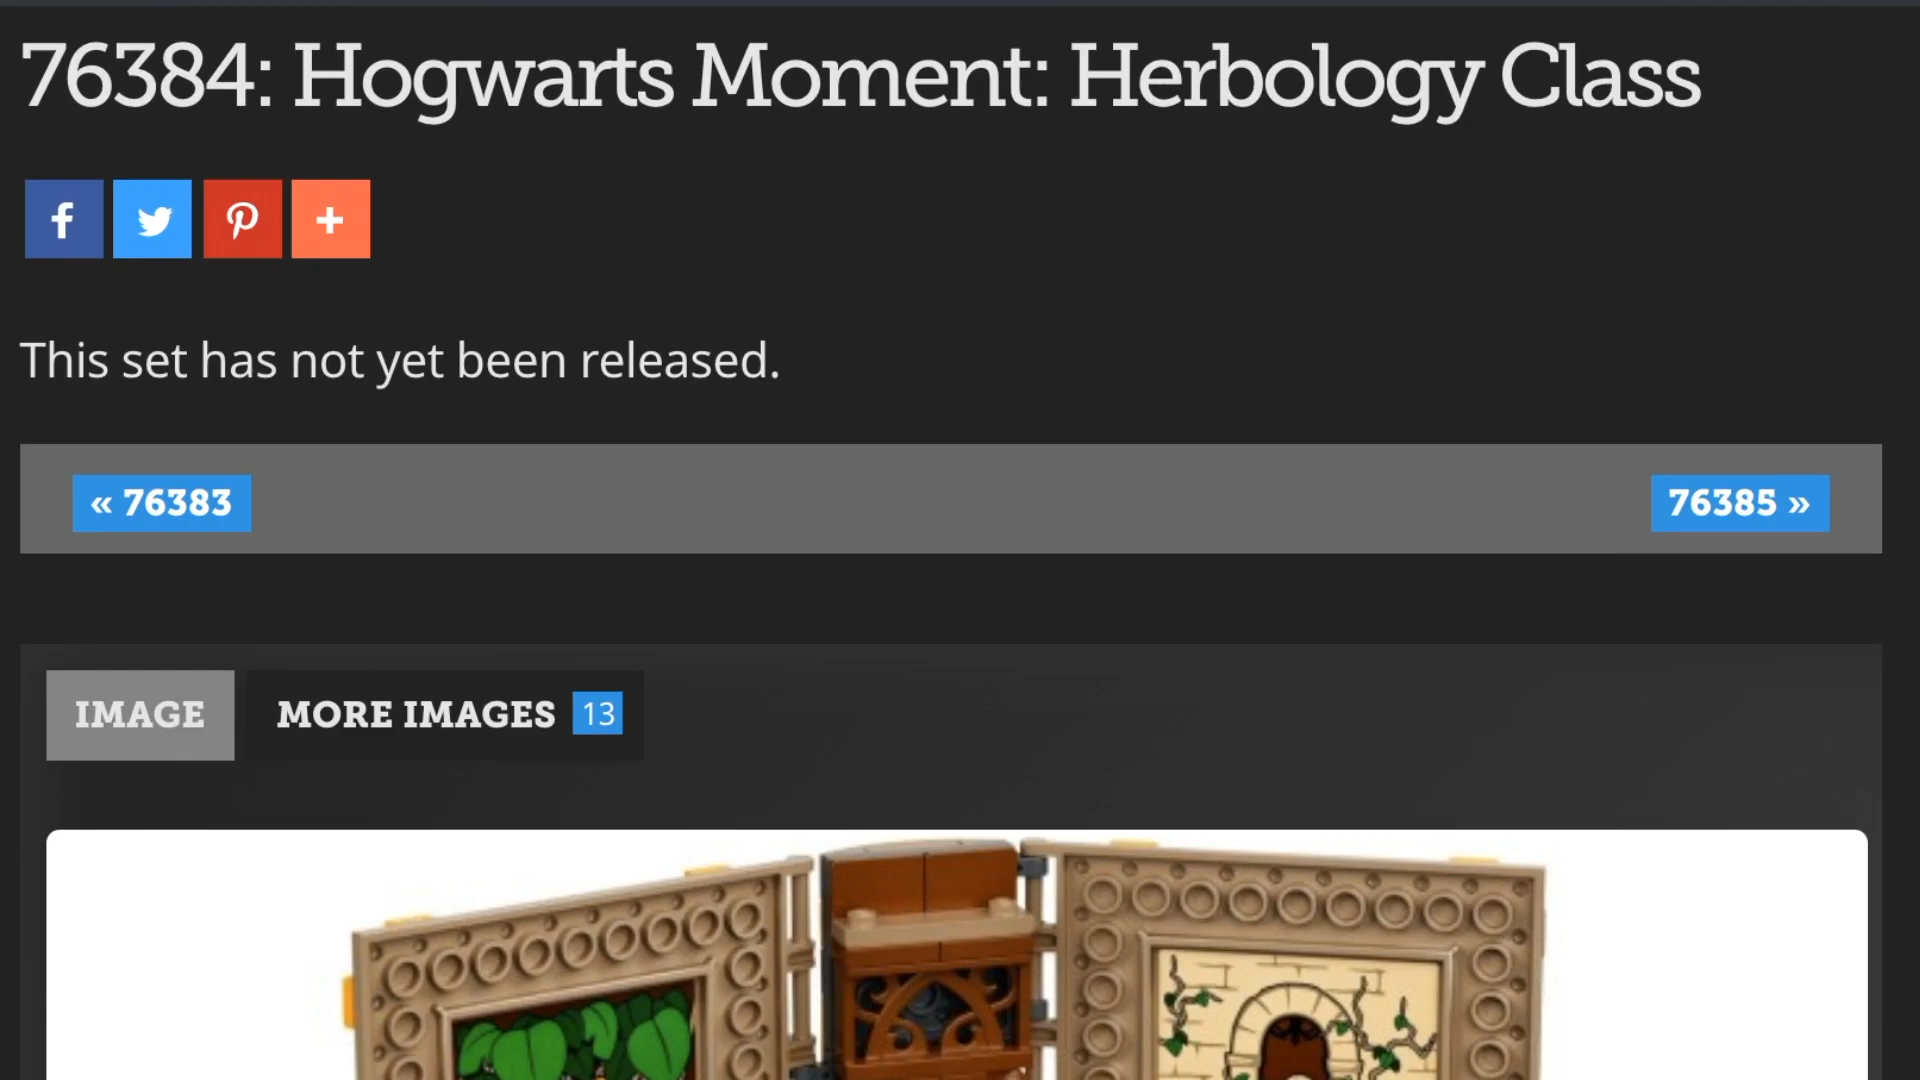 76384: Hogwarts Moment: Herbology Class
This set has not yet been released.
« 76383
76385 »
IMAGE
MORE IMAGES 13